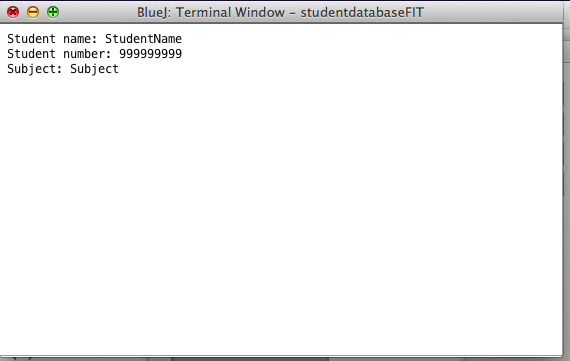 BlueJ: Terminal Window – studentdatabaseFIT
Student name: StudentName
Student number: 999999999
Subject: Subject